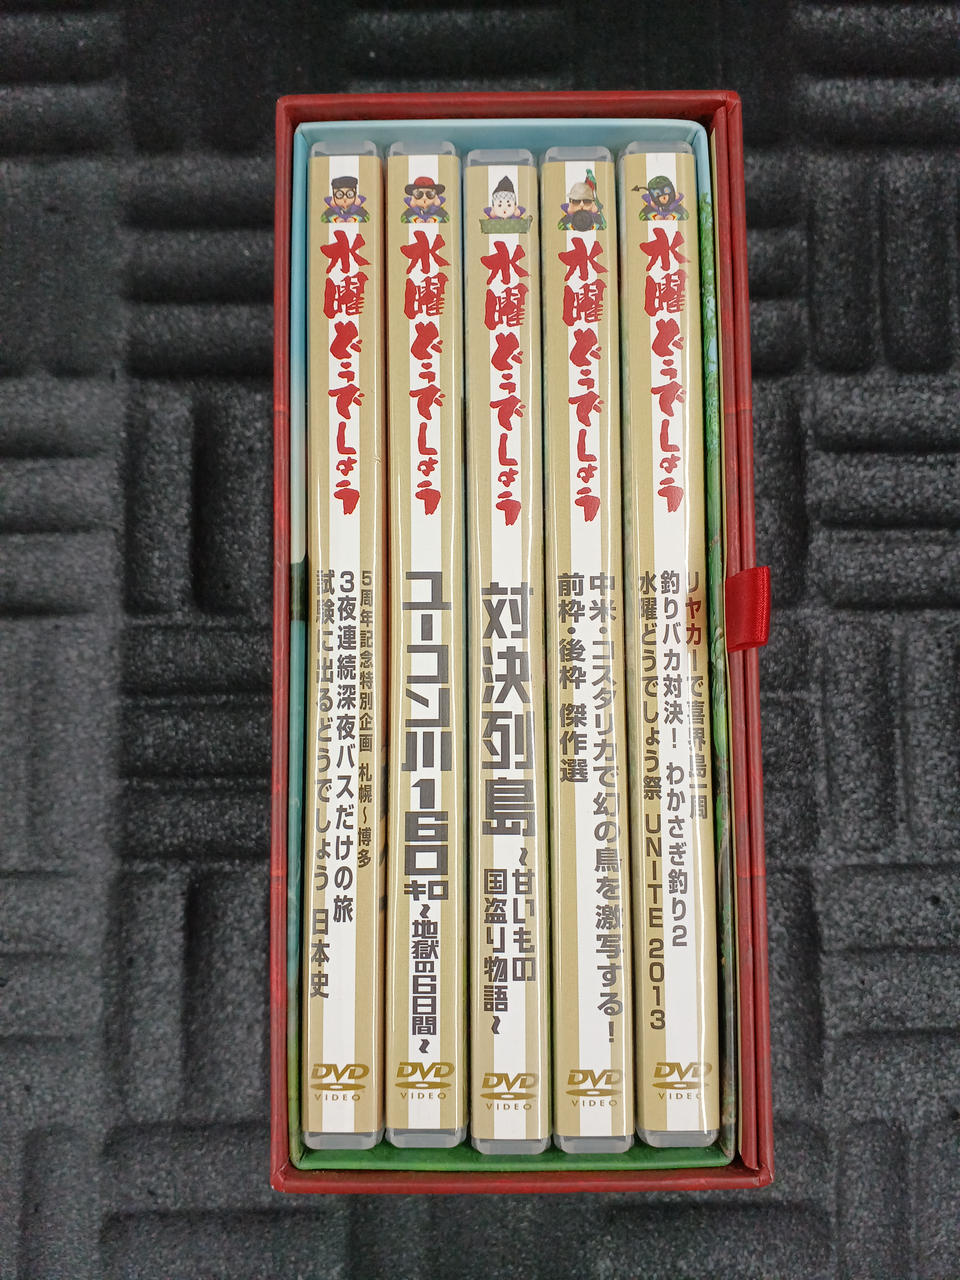 水曜どうでしょう
5周年記念特別企画 札幌～博多
3夜連続深夜バスだけの旅
試験に出るどうでしょう 日本史
DVD
VIDEO
水曜どうでしょう
ユーコン川160キロ
～地獄の6日間～
DVD
VIDEO
水曜どうでしょう
対決列島
～甘いもの
国盗り物語～
DVD
VIDEO
水曜どうでしょう
中米・コスタリカで幻の鳥を激写する！
前枠・後枠 傑作選
DVD
VIDEO
水曜どうでしょう
リヤカーで喜界島一周
釣りバカ対決！ わかさぎ釣り2
水曜どうでしょう祭 UNITE 2013
DVD
VIDEO